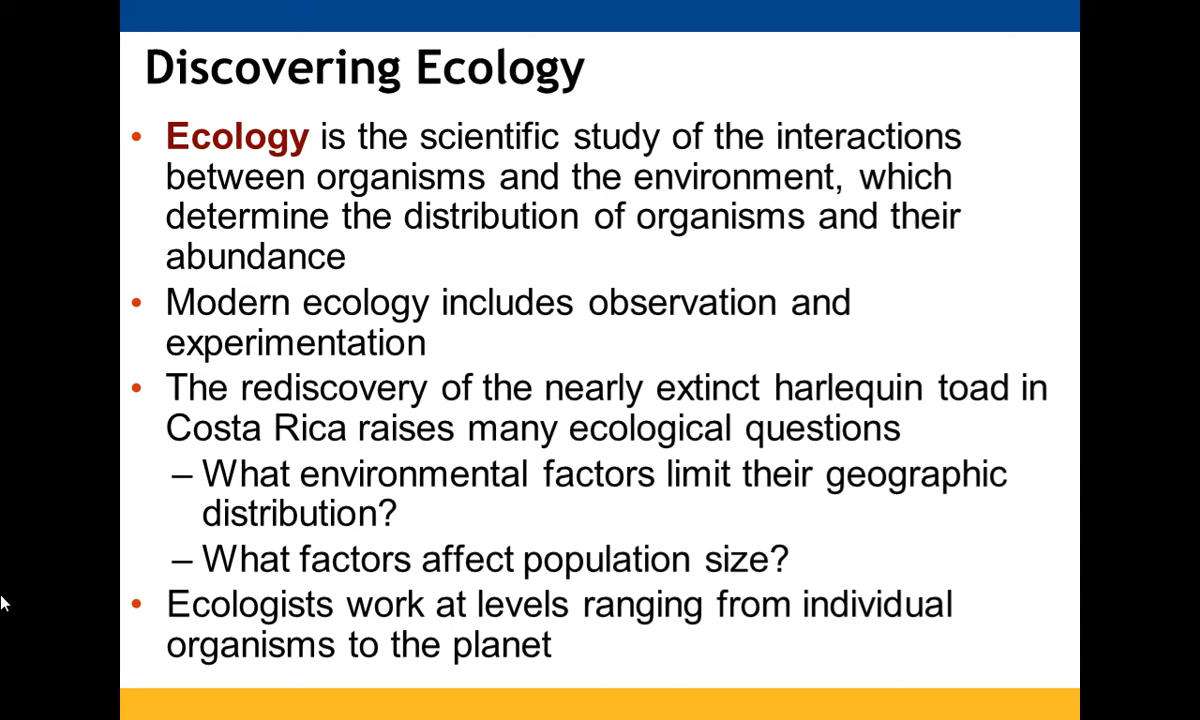 Discovering Ecology
• Ecology is the scientific study of the interactions
between organisms and the environment, which
determine the distribution of organisms and their
abundance
• Modern ecology includes observation and
experimentation
• The rediscovery of the nearly extinct harlequin toad in
Costa Rica raises many ecological questions
– What environmental factors limit their geographic
distribution?
– What factors affect population size?
• Ecologists work at levels ranging from individual
organisms to the planet